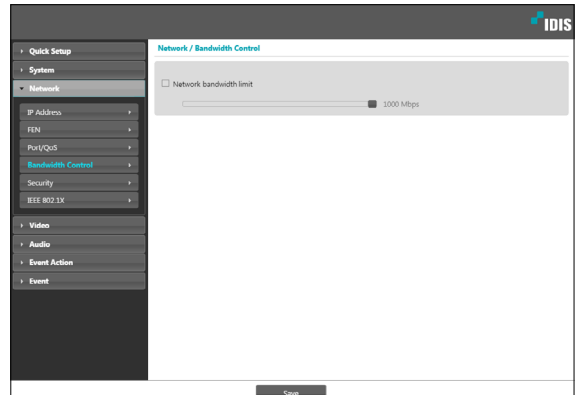 IDIS
Quick Setup
System
Network
IP Address
FEN
Port/QoS
Bandwidth Control
Security
IEEE 802.1X
Video
Audio
Event Action
Event
Network / Bandwidth Control
Network bandwidth limit
1000 Mbps
Save